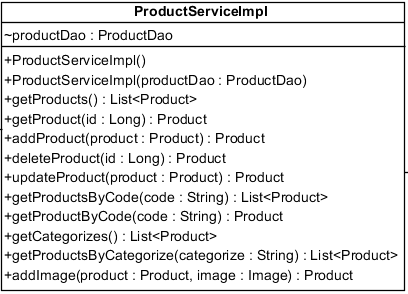 ProductServiceImpl
~productDao : ProductDao
+ProductServiceImpl()
+ProductServiceImpl(productDao : ProductDao)
+getProducts() : List<Product>
+getProduct(id : Long) : Product
+addProduct(product : Product) : Product
+deleteProduct(id : Long) : Product
+updateProduct(product : Product) : Product
+getProductsByCode(code : String) : List<Product>
+getProductByCode(code : String) : Product
+getCategorizes() : List<Product>
+getProductsByCategorize(categorize : String) : List<Product>
+addImage(product : Product, image : Image) : Product